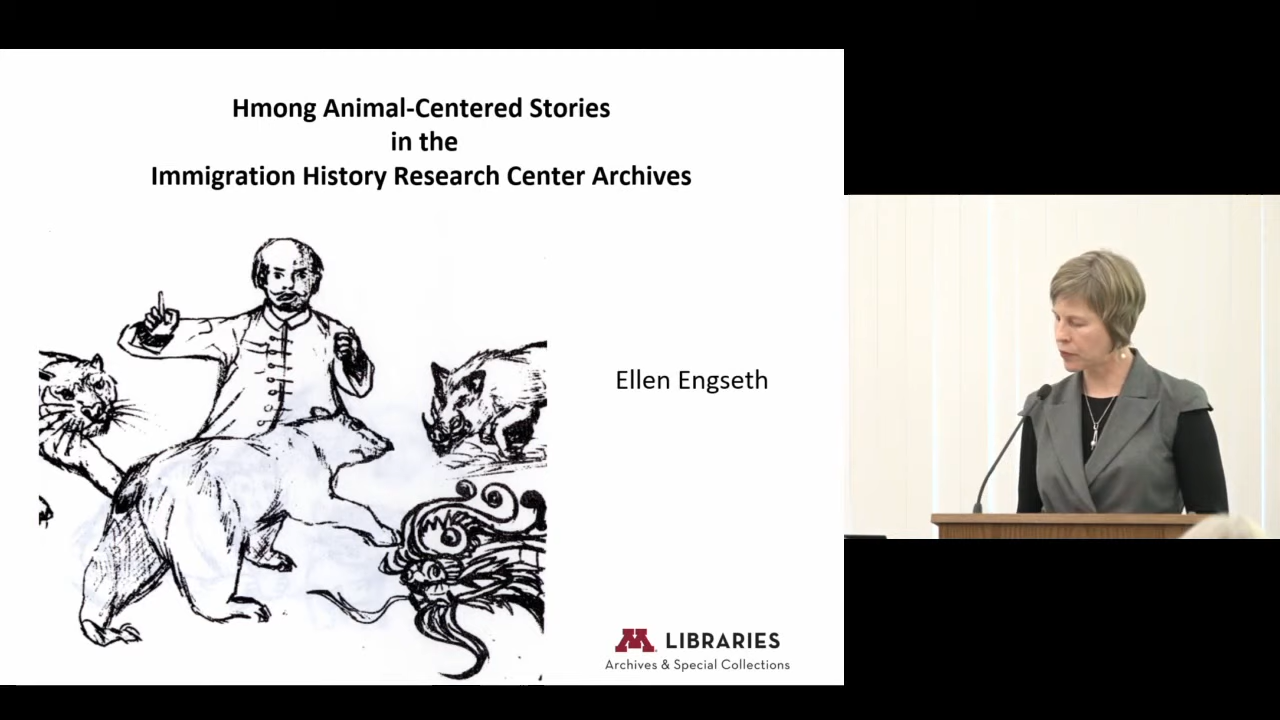 Hmong Animal-Centered Stories
in the
Immigration History Research Center Archives
Ellen Engseth
M LIBRARIES
Archives & Special Collections